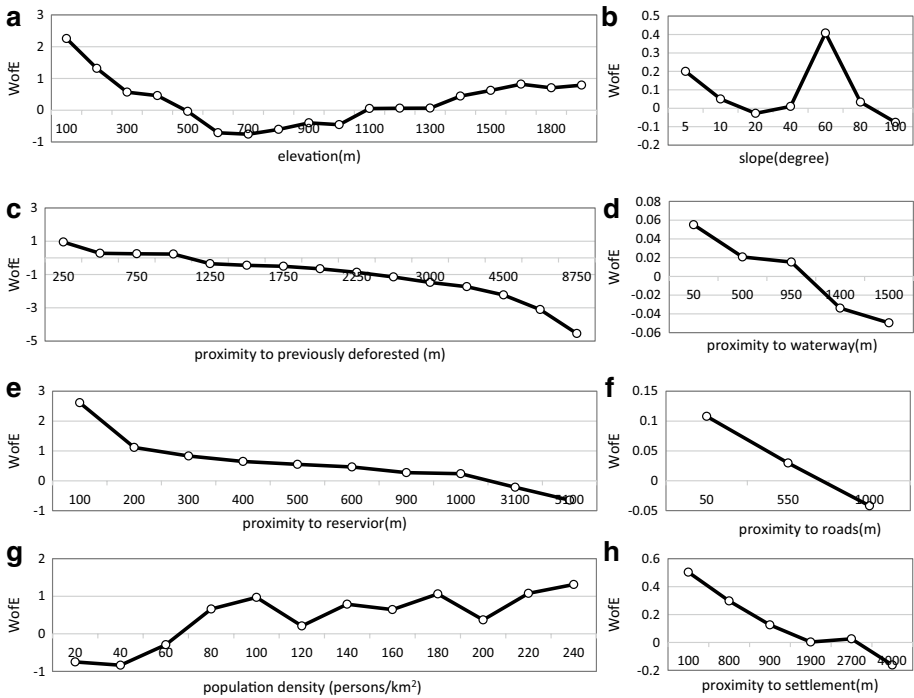 a
3
2
1
0
-1
WofE
100 300 500 700 900 1100 1300 1500 1800
elevation(m)
b
0.5
0.4
0.3
0.2
0.1
0
-0.1
-0.2
WofE
5 10 20 40 60 80 100
slope(degree)
c
3
1
-1
-3
-5
WofE
250 750 1250 1750 2250 3000 4500 8750
proximity to previously deforested (m)
d
0.08
0.06
0.04
0.02
0
-0.02
-0.04
-0.06
WofE
50 500 950 1400 1500
proximity to waterway(m)
e
3
2
1
0
-1
WofE
100 200 300 400 500 600 900 1000 3100
proximity to reservior(m)
f
0.15
0.1
0.05
0
-0.05
WofE
50 550 1000
proximity to roads(m)
g
2
1
0
-1
WofE
20 40 60 80 100 120 140 160 180 200 220 240
population density (persons/km²)
h
0.6
0.4
0.2
0
-0.2
WofE
100 800 900 1900 2700 4000
proximity to settlement(m)